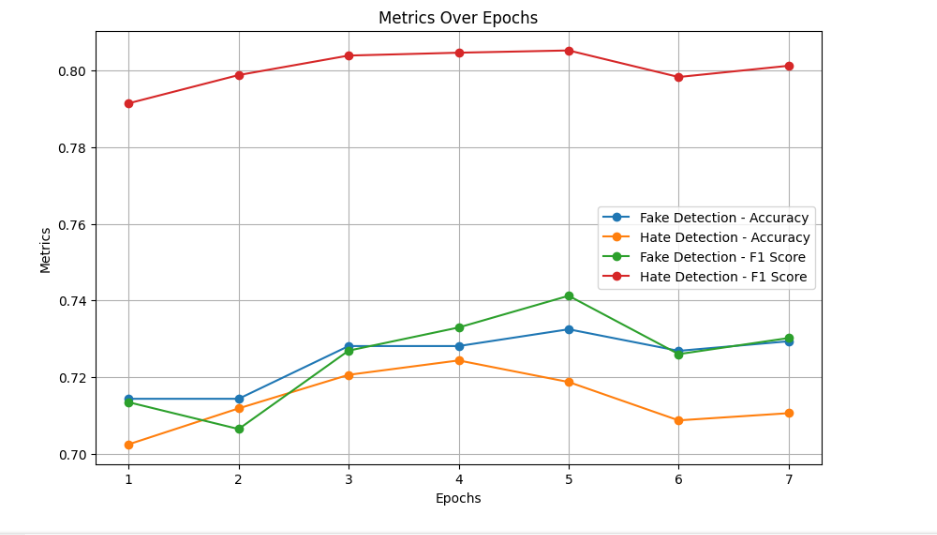 Metrics Over Epochs
0.80
0.78
0.76
0.74
0.72
0.70
Metrics
Fake Detection - Accuracy
Hate Detection - Accuracy
Fake Detection - F1 Score
Hate Detection - F1 Score
1 2 3 4 5 6 7
Epochs